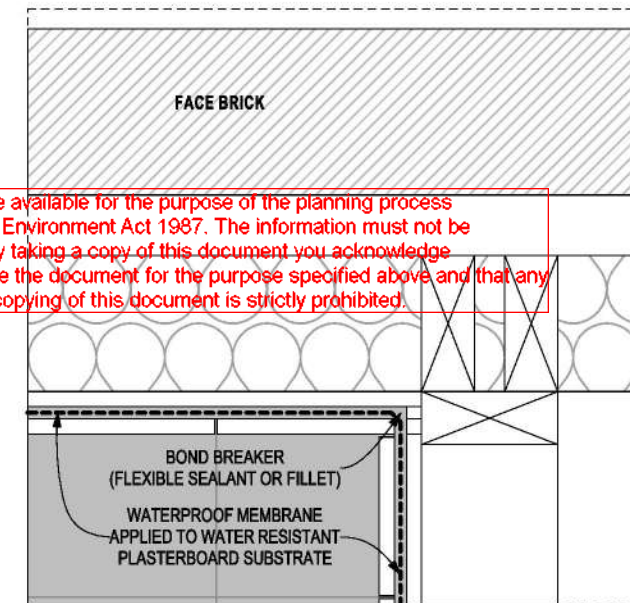 FACE BRICK
e available for the purpose of the planning process
Environment Act 1987. The information must not be
y taking a copy of this document you acknowledge
e the document for the purpose specified above and that any
copying of this document is strictly prohibited.
BOND BREAKER
(FLEXIBLE SEALANT OR FILLET)
WATERPROOF MEMBRANE
APPLIED TO WATER RESISTANT
PLASTERBOARD SUBSTRATE